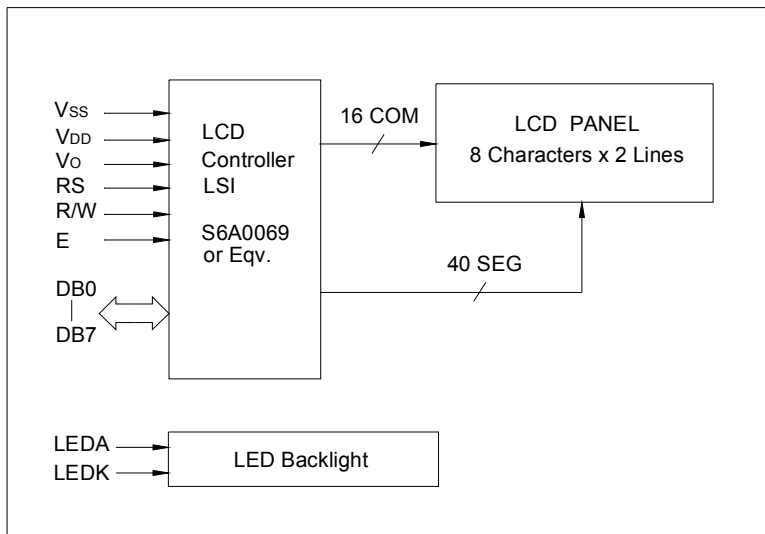 VSS
VDD
VO
RS
R/W
E
DB0
DB7
LCD
Controller
LSI
S6A0069
or Eqv.
16 COM
40 SEG
LCD PANEL
8 Characters x 2 Lines
LEDA
LEDK
LED Backlight